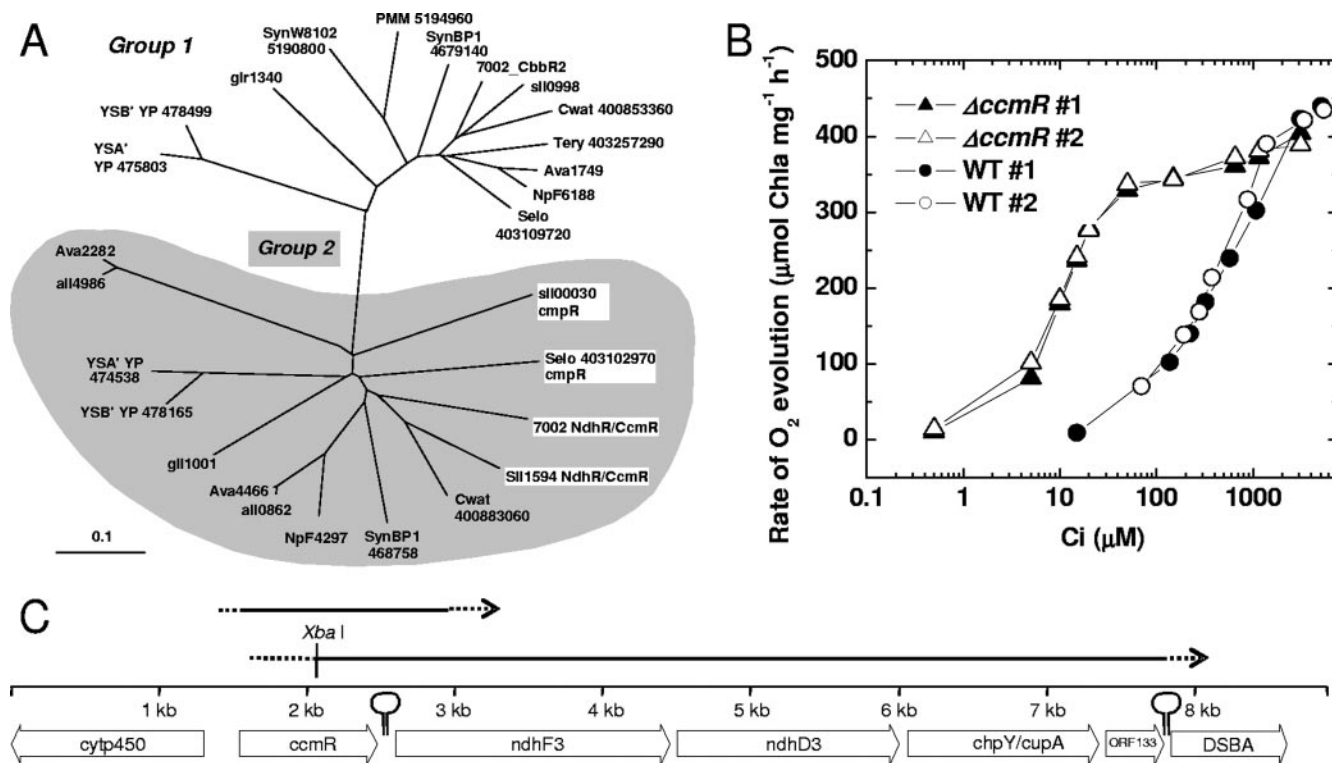 A
Group 1
PMM 5194960
SynW8102
5190800
SynBP1
4679140
glr1340
7002_CbbR2
sll0998
YSB' YP 478499
Cwat 400853360
YSA'
YP 475803
Tery 403257290
Ava1749
NpF6188
Selo
403109720
Group 2
Ava2282
all4986
sll00030
cmpR
YSA' YP
474538
Selo 403102970
cmpR
YSB' YP 478165
7002 NdhR/CcmR
gll1001
Sll1594 NdhR/CcmR
Ava4466
all0862
Cwat
400883060
NpF4297
SynBP1
468758
0.1
B
Rate of O2 evolution (μmol Chla mg-1 h-1)
500
400
300
200
100
0
ΔccmR #1
ΔccmR #2
WT #1
WT #2
0.1 1 10 100 1000
Ci (μM)
C
Xba I
1 kb 2 kb 3 kb 4 kb 5 kb 6 kb 7 kb 8 kb
cytp450 ccmR ndhF3 ndhD3 chpY/cupA ORF133 DSBA